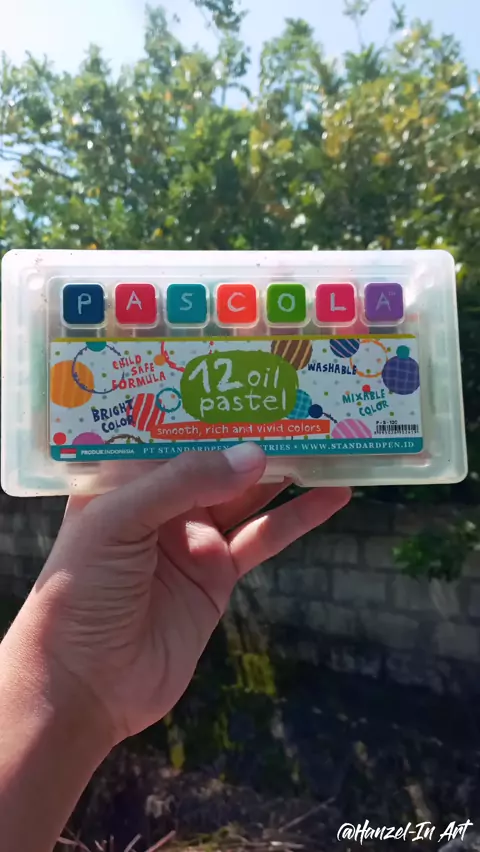 PASCOLA
CHILD
SAFE
FORMULA
12 oil
pastel
WASHABLE
BRIGHT
COLOR
MIXABLE
COLOR
smooth, rich and vivid colors
PRODUK INDONESIA PT STANDARDPEN • WWW.STANDARDPEN.ID
@Hanzel-In Art